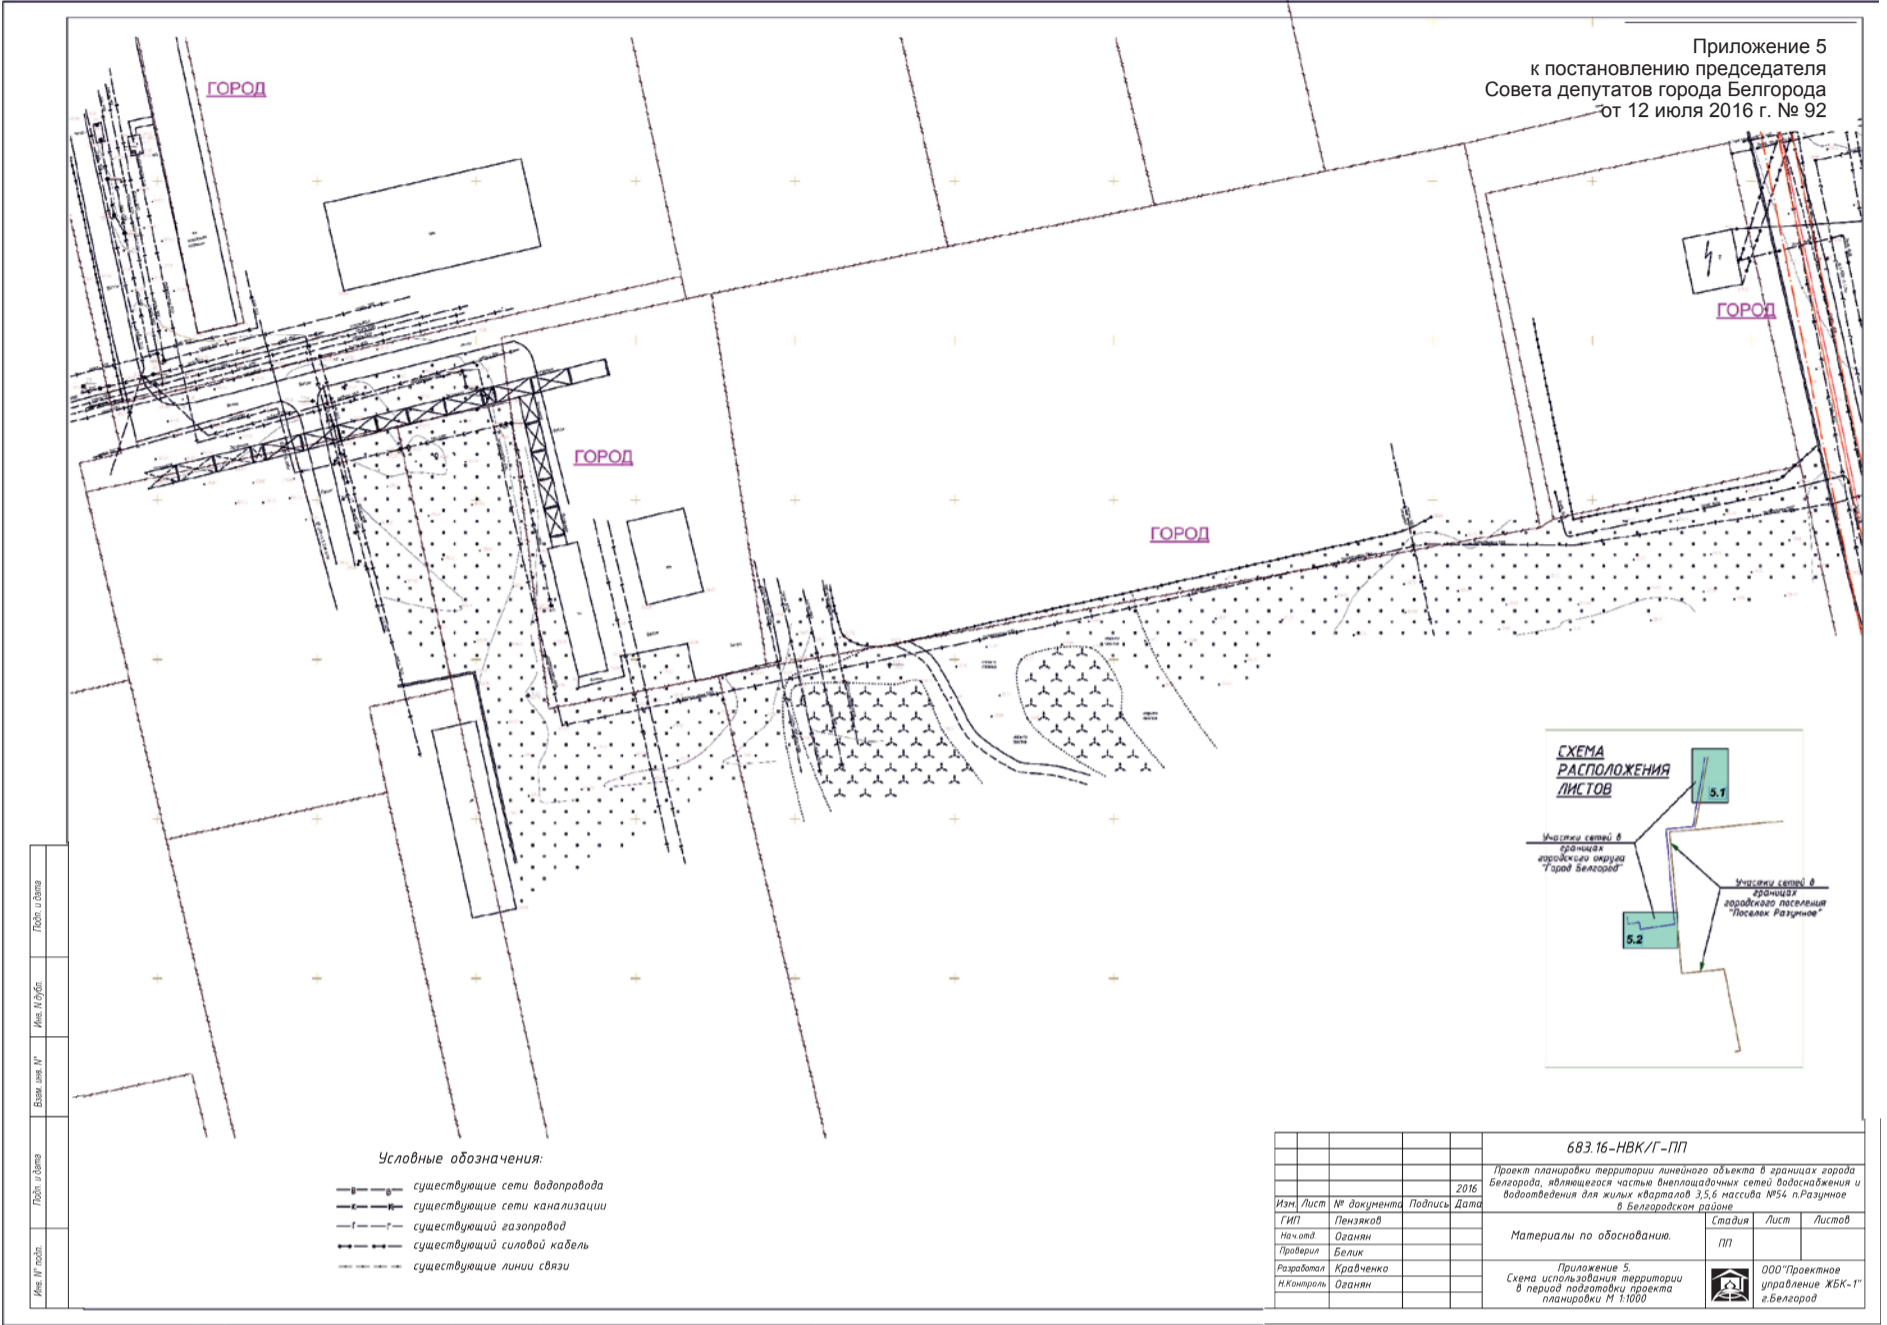 Приложение 5
к постановлению председателя
Совета депутатов города Белгорода
от 12 июля 2016 г. № 92
ГОРОД
ГОРОД
ГОРОД
ГОРОД
СХЕМА
РАСПОЛОЖЕНИЯ
ЛИСТОВ
5.1
Участки сетей в
границах
городского округа
"Город Белгород"
Участки сетей в
границах
городского поселения
"Поселок Разумное"
5.2
Подп. и дата
Инв. N дубл.
Взам. инв. N°
Подп. и дата
Инв. N° подл.
Условные обозначения:
В В существующие сети водопровода
К К существующие сети канализации
Г Г существующий газопровод
существующий силовой кабель
существующие линии связи
683.16-НВК/Г-ПП
Проект планировки территории линейного объекта в границах города
Белгорода, являющегося частью внеплощадочных сетей водоснабжения и
водоотведения для жилых кварталов 3,5,6 массива №54 п.Разумное
в Белгородском районе
2016
Изм. Лист № документа Подпись Дата
ГИП Пензяков
Нач.отд. Оганян
Проверил Белик
Разработал Кравченко
Н.Контроль Оганян
Материалы по обоснованию.
Стадия Лист Листов
ПП
Приложение 5.
Схема использования территории
в период подготовки проекта
планировки М 1:1000
ООО"Проектное
управление ЖБК-1"
г.Белгород